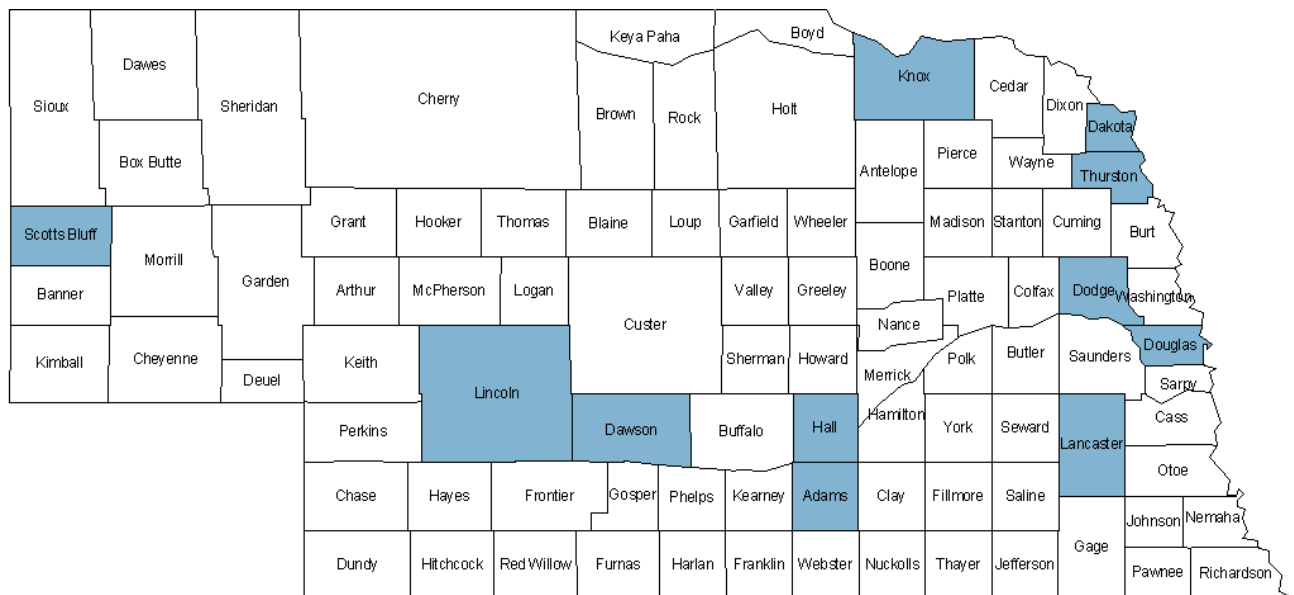 Keya Paha
Boyd
Dawes
Knox
Cedar
Sioux
Sheridan
Cherry
Brown
Rock
Holt
Dixon
Dakota
Box Butte
Antelope
Pierce
Wayne
Thurston
Scotts Bluff
Grant
Hooker
Thomas
Blaine
Loup
Garfield
Wheeler
Madison
Stanton
Cuming
Burt
Morrill
Garden
Boone
Banner
Arthur
McPherson
Logan
Custer
Valley
Greeley
Platte
Colfax
Dodge
Washington
Nance
Kimball
Cheyenne
Keith
Sherman
Howard
Polk
Butler
Saunders
Douglas
Deuel
Merrick
Sarpy
Lincoln
Hamilton
Cass
Perkins
Dawson
Buffalo
Hall
York
Seward
Lancaster
Otoe
Chase
Hayes
Frontier
Gosper
Phelps
Kearney
Adams
Clay
Fillmore
Saline
Johnson
Nemaha
Gage
Dundy
Hitchcock
Red Willow
Furnas
Harlan
Franklin
Webster
Nuckolls
Thayer
Jefferson
Pawnee
Richardson